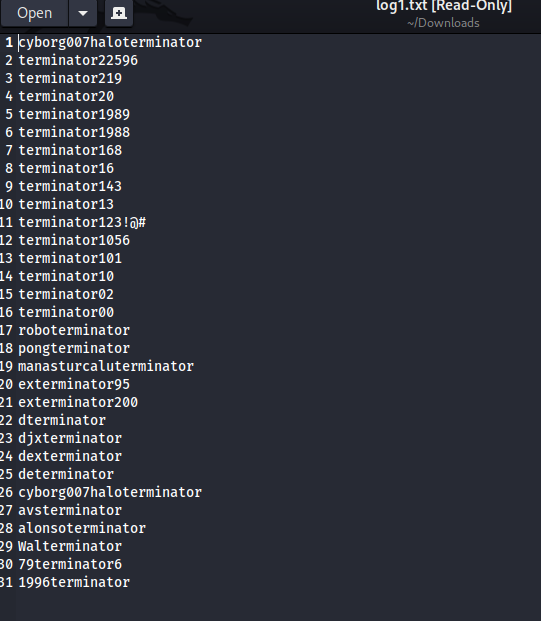 Open
log1.txt [Read-Only]
~/Downloads
1 cyborg007haloterminator
2 terminator22596
3 terminator219
4 terminator20
5 terminator1989
6 terminator1988
7 terminator168
8 terminator16
9 terminator143
10 terminator13
11 terminator123!@#
12 terminator1056
13 terminator101
14 terminator10
15 terminator02
16 terminator00
17 roboterminator
18 pongterminator
19 manasturcaluterminator
20 exterminator95
21 exterminator200
22 dterminator
23 djxterminator
24 dexterminator
25 determinator
26 cyborg007haloterminator
27 avsterminator
28 alonsoterminator
29 Walterminator
30 79terminator6
31 1996terminator